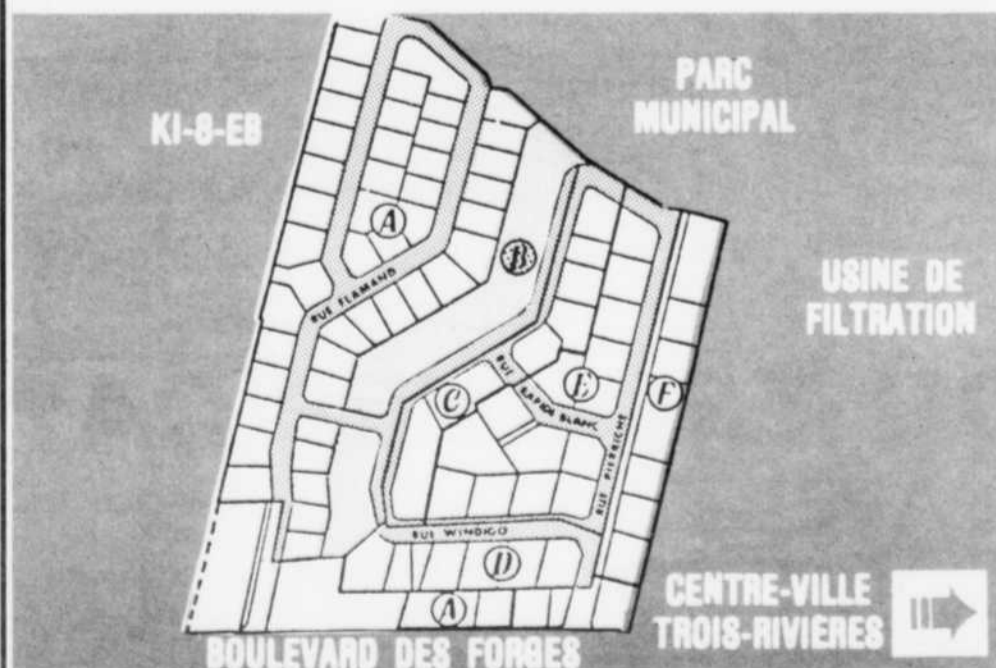 KI-8-EB
PARC
MUNICIPAL
A
B
RUE FLAMAND
USINE DE
FILTRATION
C
RUE RAPIDE BLANC
E
F
RUE PIERRICHE
RUE WINDIGO
D
A
CENTRE-VILLE
TROIS-RIVIÈRES
BOULEVARD DES FORGES